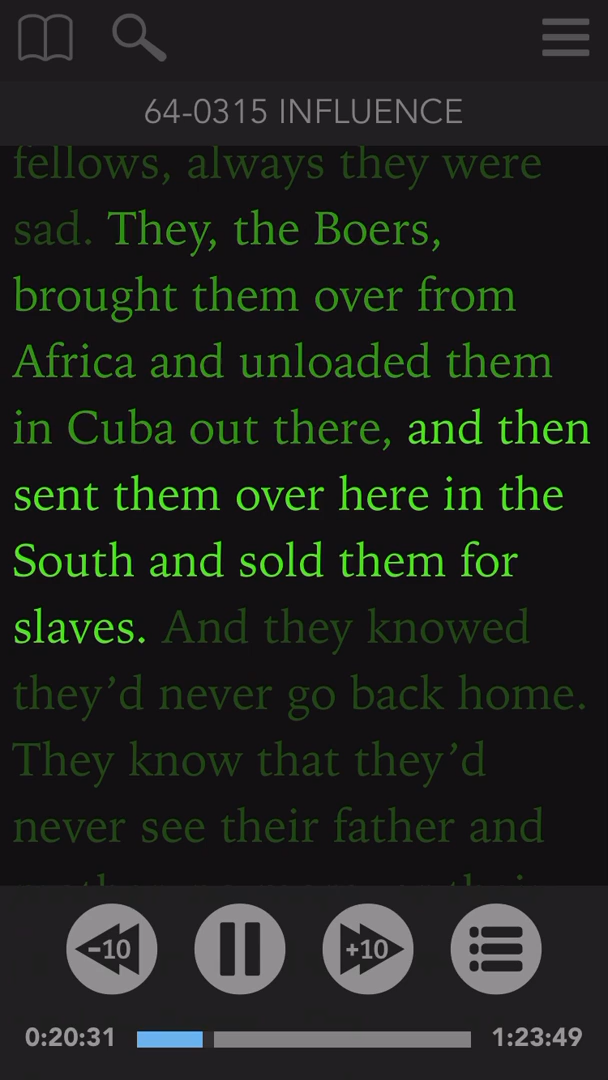 64-0315 INFLUENCE
fellows, always they were
sad. They, the Boers,
brought them over from
Africa and unloaded them
in Cuba out there, and then
sent them over here in the
South and sold them for
slaves. And they knowed
they’d never go back home.
They know that they’d
never see their father and
-10 +10
0:20:31 1:23:49